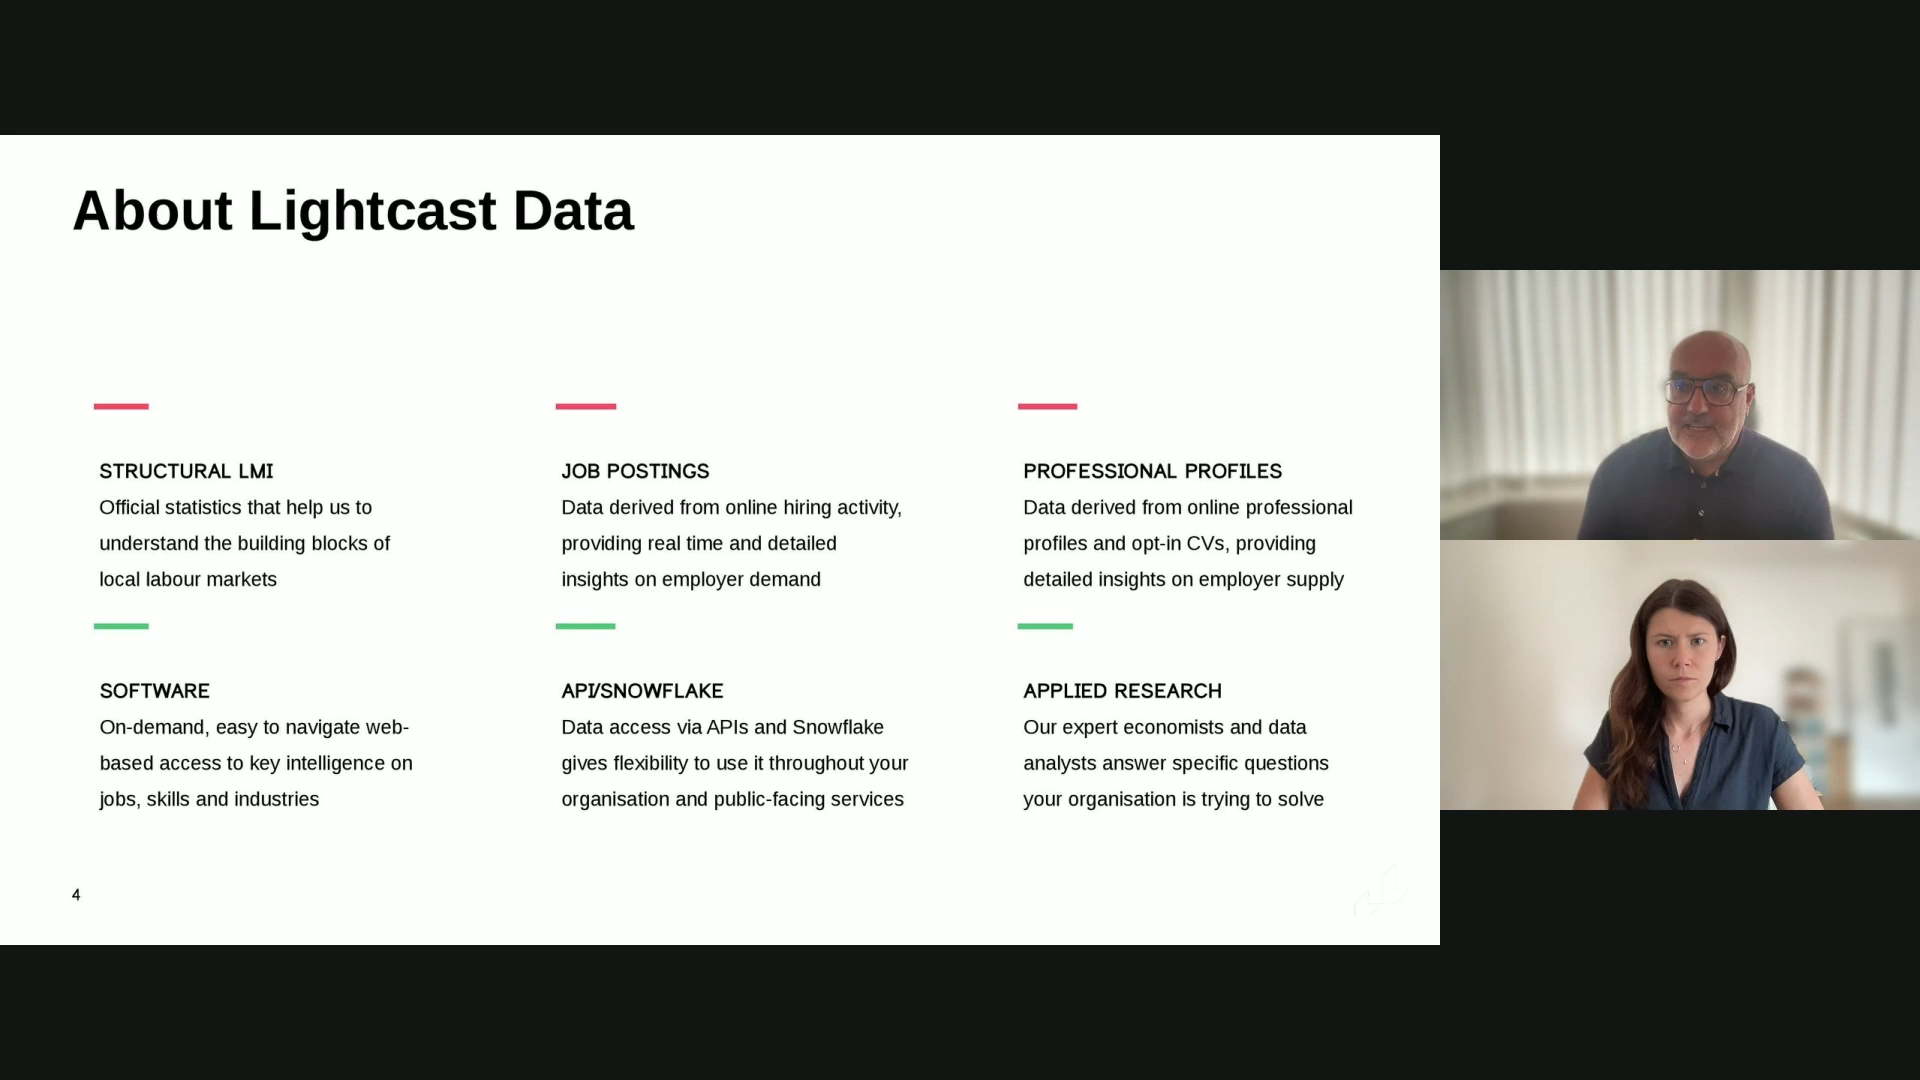 About Lightcast Data
STRUCTURAL LMI
Official statistics that help us to
understand the building blocks of
local labour markets
JOB POSTINGS
Data derived from online hiring activity,
providing real time and detailed
insights on employer demand
PROFESSIONAL PROFILES
Data derived from online professional
profiles and opt-in CVs, providing
detailed insights on employer supply
SOFTWARE
On-demand, easy to navigate web-
based access to key intelligence on
jobs, skills and industries
API/SNOWFLAKE
Data access via APIs and Snowflake
gives flexibility to use it throughout your
organisation and public-facing services
APPLIED RESEARCH
Our expert economists and data
analysts answer specific questions
your organisation is trying to solve
4